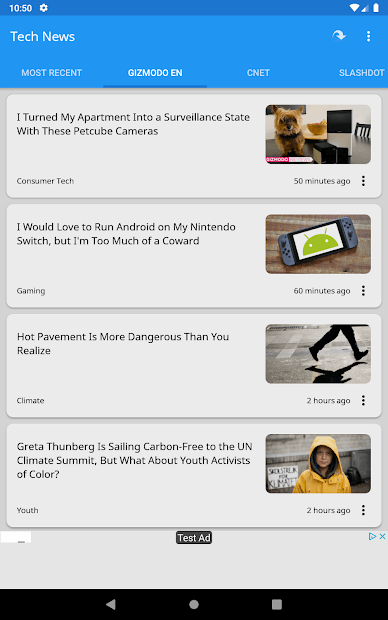 10:50
Tech News
MOST RECENT
GIZMODO EN
CNET
SLASHDOT
I Turned My Apartment Into a Surveillance State
With These Petcube Cameras
GIZMODO
Consumer Tech
50 minutes ago
I Would Love to Run Android on My Nintendo
Switch, but I'm Too Much of a Coward
Gaming
60 minutes ago
Hot Pavement Is More Dangerous Than You
Realize
Climate
2 hours ago
Greta Thunberg Is Sailing Carbon-Free to the UN
Climate Summit, But What About Youth Activists
of Color?
Youth
2 hours ago
Test Ad